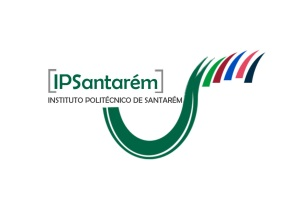 [IPSantarém]
INSTITUTO POLITÉCNICO DE SANTARÉM